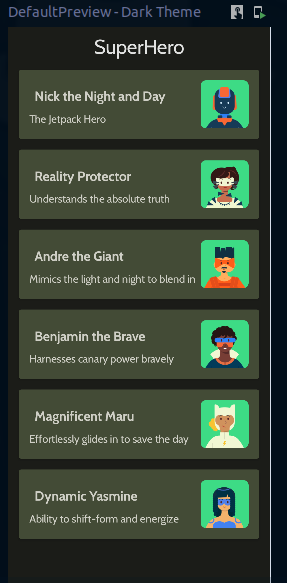 DefaultPreview - Dark Theme
SuperHero
Nick the Night and Day
The Jetpack Hero
Reality Protector
Understands the absolute truth
Andre the Giant
Mimics the light and night to blend in
Benjamin the Brave
Harnesses canary power bravely
Magnificent Maru
Effortlessly glides in to save the day
Dynamic Yasmine
Ability to shift-form and energize